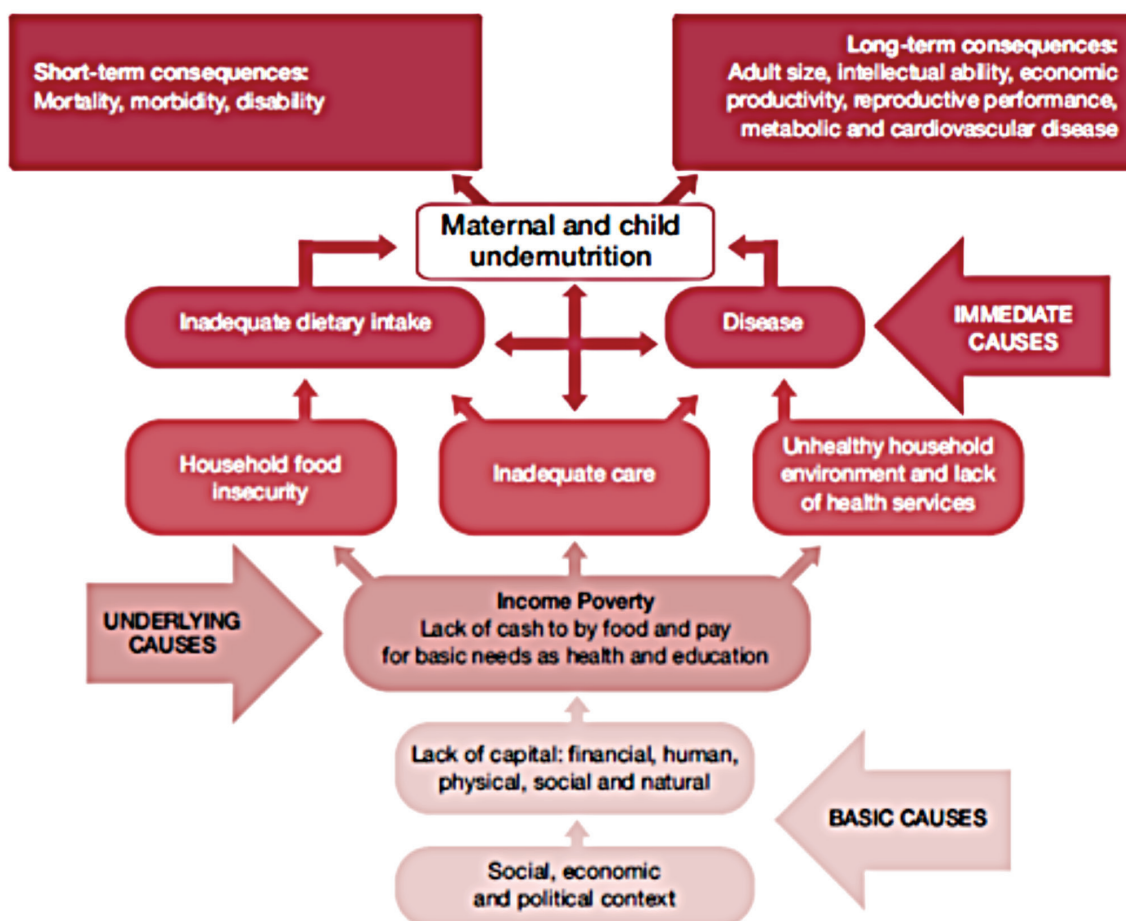 Short-term consequences:
Mortality, morbidity, disability
Long-term consequences:
Adult size, intellectual ability, economic
productivity, reproductive performance,
metabolic and cardiovascular disease
Maternal and child
undernutrition
Inadequate dietary intake
Disease
IMMEDIATE
CAUSES
Household food
insecurity
Inadequate care
Unhealthy household
environment and lack
of health services
UNDERLYING
CAUSES
Income Poverty
Lack of cash to by food and pay
for basic needs as health and education
Lack of capital: financial, human,
physical, social and natural
BASIC CAUSES
Social, economic
and political context